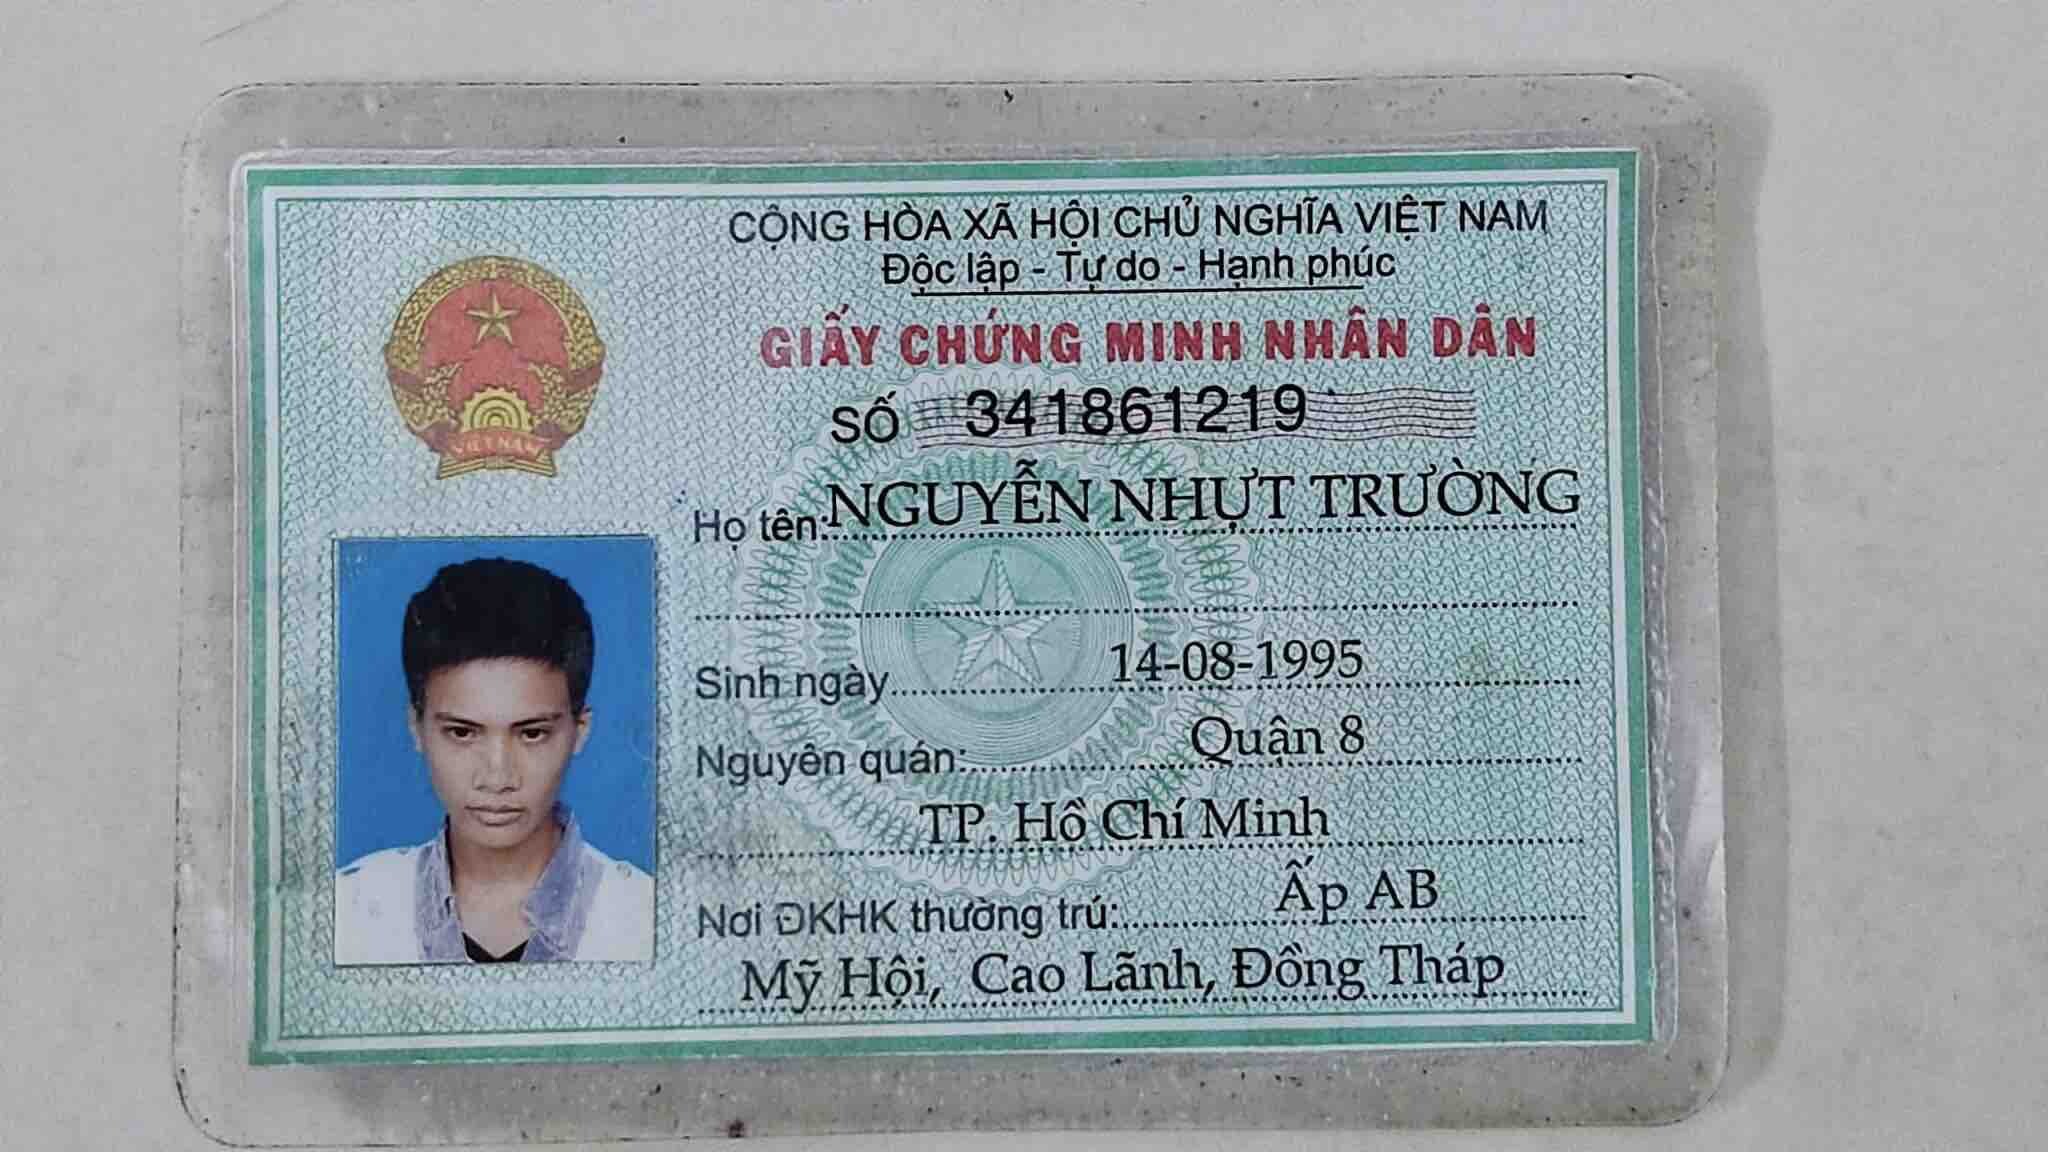 CỘNG HÒA XÃ HỘI CHỦ NGHĨA VIỆT NAM
Độc lập - Tự do - Hạnh phúc
GIẤY CHỨNG MINH NHÂN DÂN
SỐ 341861219
Họ tên: NGUYỄN NHỰT TRƯỜNG
Sinh ngày 14-08-1995
Nguyên quán: Quận 8
TP. Hồ Chí Minh
Nơi ĐKHK thường trú: Ấp AB
Mỹ Hội, Cao Lãnh, Đồng Tháp
VIỆT NAM